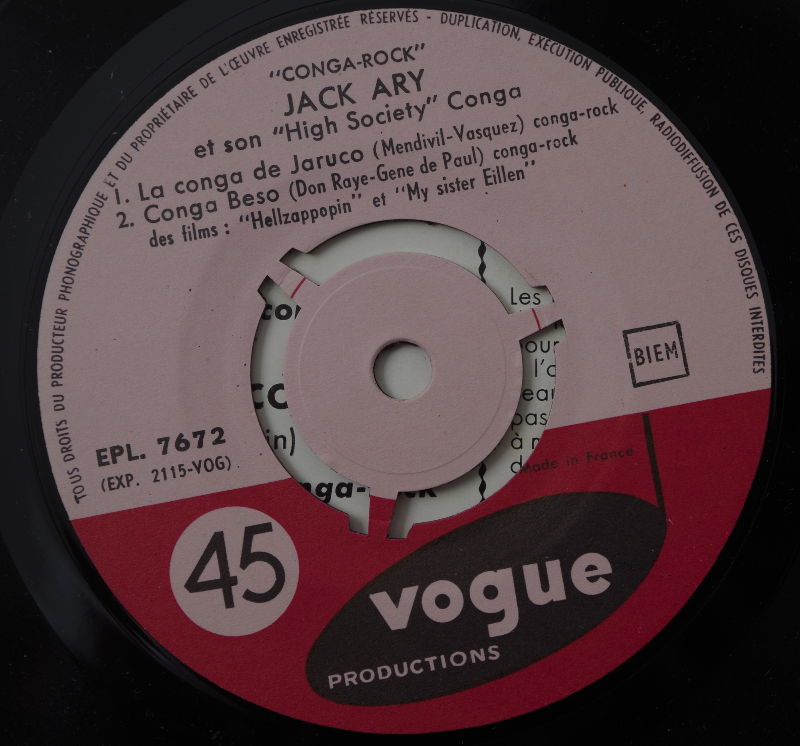 TOUS DROITS DU PRODUCTEUR PHONOGRAPHIQUE ET DU PROPRIÉTAIRE DE L'ŒUVRE ENREGISTRÉE RÉSERVÉS - DUPLICATION, EXÉCUTION PUBLIQUE, RADIODIFFUSION DE CES DISQUES INTERDITES
"CONGA-ROCK"
JACK ARY
et son "High Society" Conga
1. La conga de Jaruco (Mendivil-Vasquez) conga-rock
2. Conga Beso (Don Raye-Gene de Paul) conga-rock
des films : "Hellzappopin" et "My sister Eillen"
Les
l'o
pas
BIEM
EPL. 7672
(EXP. 2115-VOG)
Made in France
45
vogue
PRODUCTIONS